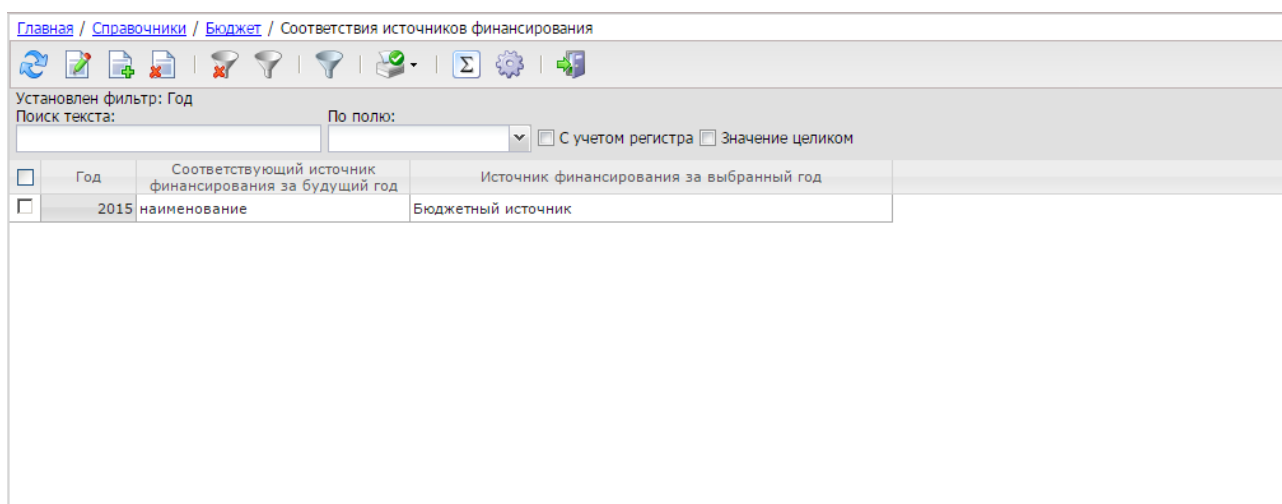 Главная / Справочники / Бюджет / Соответствия источников финансирования
Установлен фильтр: Год
Поиск текста: По полю:
С учетом регистра Значение целиком
Год Соответствующий источник финансирования за будущий год Источник финансирования за выбранный год
2015 наименование Бюджетный источник